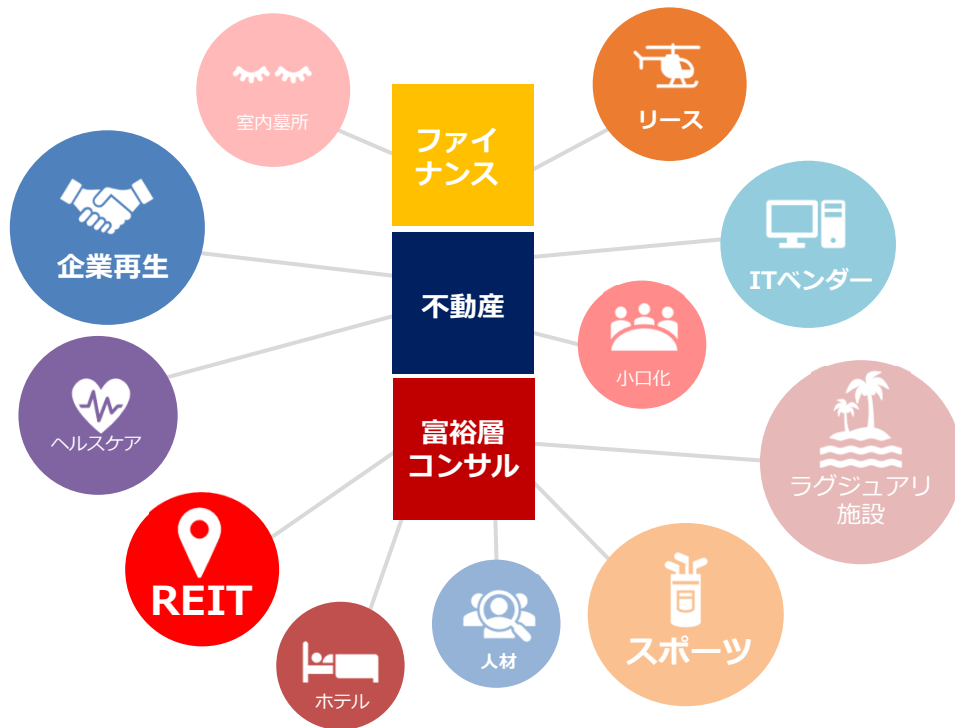 室内墓所
ファイ
ナンス
リース
企業再生
ITベンダー
不動産
小口化
ヘルスケア
富裕層
コンサル
ラグジュアリ
施設
REIT
ホテル
人材
スポーツ